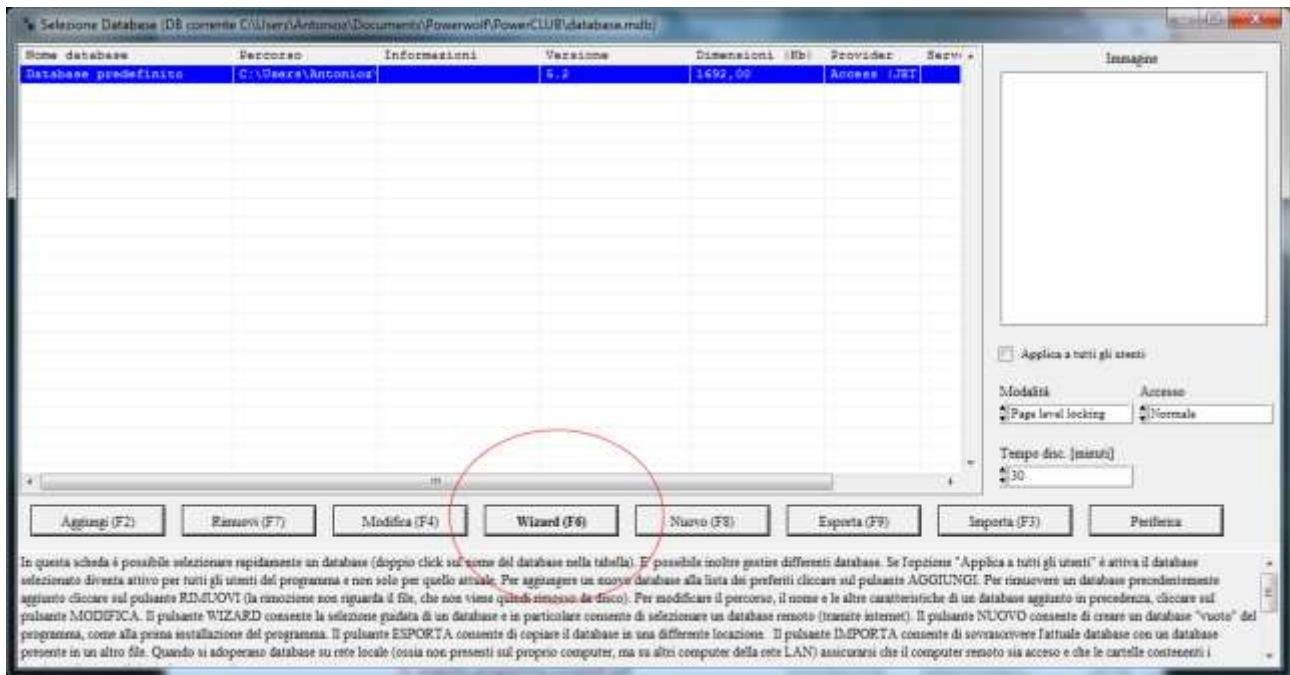 Selezione Database (DB corrente C:\Users\Antonios\Documents\Powerwolf\PowerCLUB\database.mdb)
Nome database Percorso Informazioni Versione Dimensioni (Kb) Provider Serv
Database predefinito C:\Users\Antonios\ 5.2 1692,00 Access (JET
Immagine
Applica a tutti gli utenti
Modalità Accesso
Page level locking Normale
Tempo disc. [minuti]
30
Aggiungi (F2) Rimuovi (F7) Modifica (F4) Wizard (F6) Nuovo (F8) Esporta (F9) Importa (F3) Periferica
In questa scheda è possibile selezionare rapidamente un database (doppio click sul nome del database nella tabella). E' possibile inoltre gestire differenti database. Se l'opzione "Applica a tutti gli utenti" è attiva il database
selezionato diventa attivo per tutti gli utenti del programma e non solo per quello attuale. Per aggiungere un nuovo database alla lista dei preferiti cliccare sul pulsante AGGIUNGI. Per rimuovere un database precedentemente
aggiunto cliccare sul pulsante RIMUOVI (la rimozione non riguarda il file, che non viene quindi rimosso da disco). Per modificare il percorso, il nome e le altre caratteristiche di un database aggiunto in precedenza, cliccare sul
pulsante MODIFICA. Il pulsante WIZARD consente la selezione guidata di un database e in particolare consente di selezionare un database remoto (tramite internet). Il pulsante NUOVO consente di creare un database "vuoto" del
programma, come alla prima installazione del programma. Il pulsante ESPORTA consente di copiare il database in una differente locazione. Il pulsante IMPORTA consente di sovrascrivere l'attuale database con un database
presente in un altro file. Quando si adoperano database su rete locale (ossia non presenti sul proprio computer, ma su altri computer della rete LAN) assicurarsi che il computer remoto sia acceso e che le cartelle contenenti i